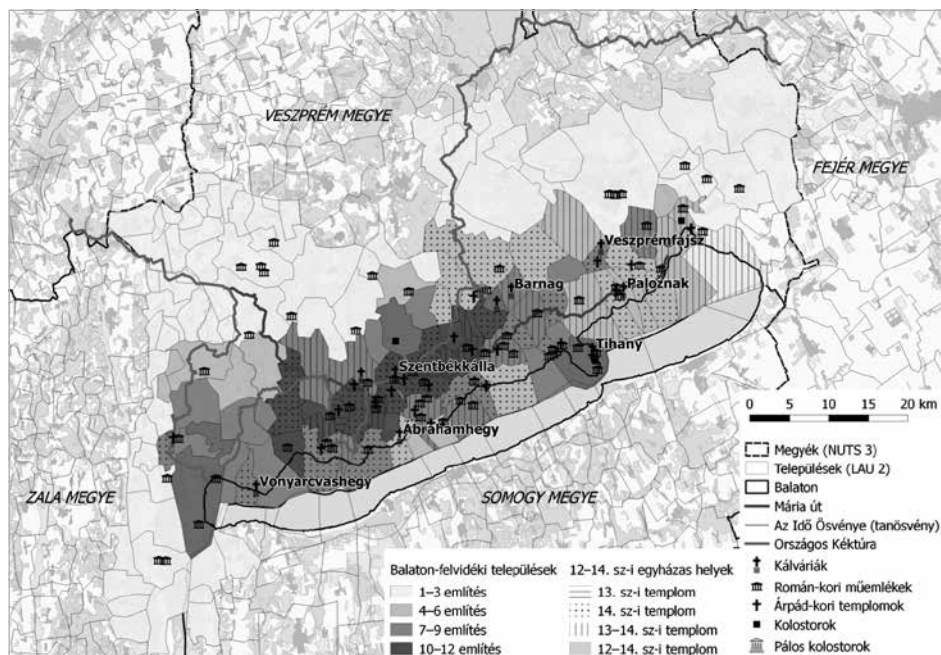 VESZPRÉM MEGYE
FEJÉR MEGYE
Veszprémfajsz
Barnag
Paloznak
Tihany
Szentbékkálla
Ábrahámhegy
Vonyarcvashegy
ZALA MEGYE
SOMOGY MEGYE
0 5 10 15 20 km
Megyék (NUTS 3)
Települések (LAU 2)
Balaton
Mária út
Az Idő Ösvénye (tanösvény)
Országos Kéktúra
Kálváriák
Román-kori műemlékek
Árpád-kori templomok
Kolostorok
Pálos kolostorok
Balaton-felvidéki települések
1–3 említés
4–6 említés
7–9 említés
10–12 említés
12–14. sz-i egyházas helyek
13. sz-i templom
14. sz-i templom
13–14. sz-i templom
12–14. sz-i templom